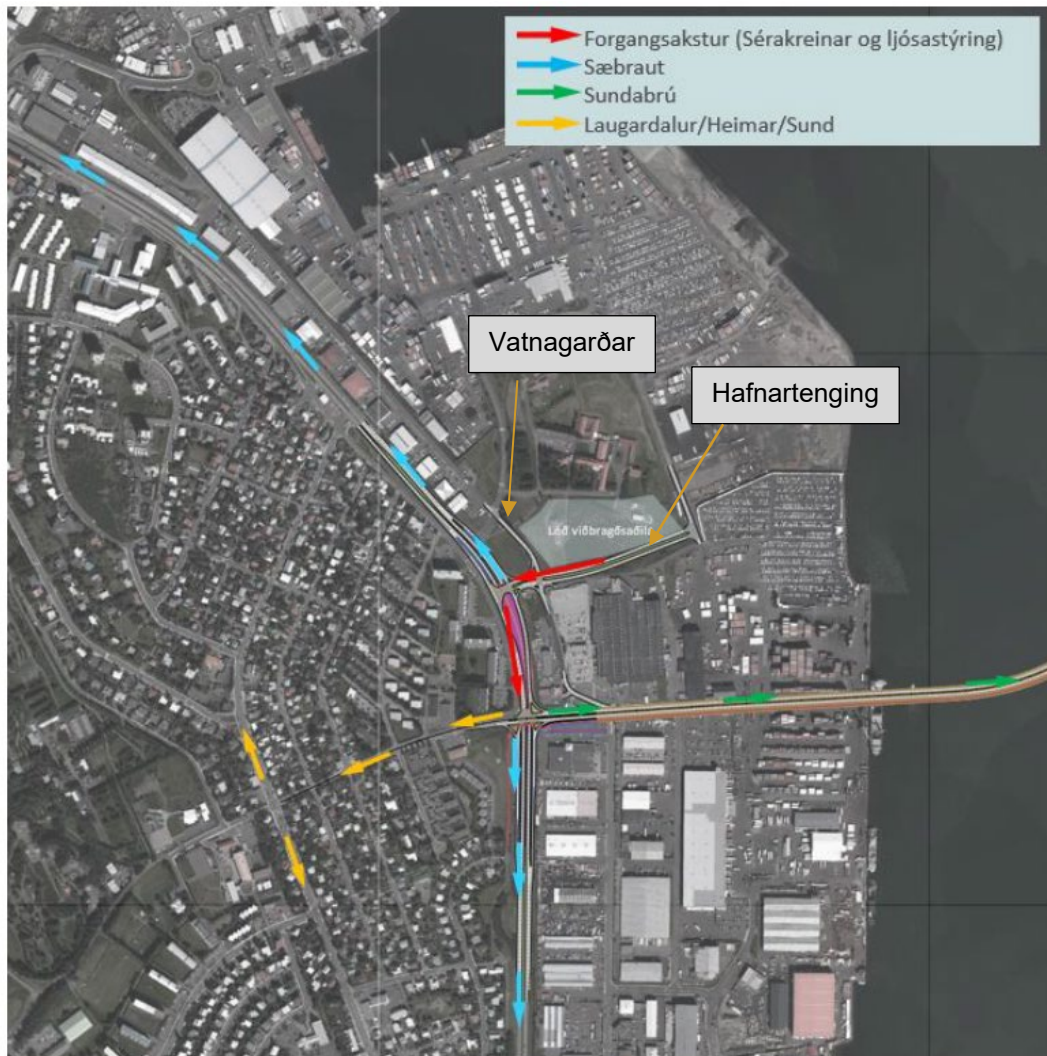 Forgangsakstur (Sérakreinar og ljósastýring)
Sæbraut
Sundabrú
Laugardalur/Heimar/Sund
Vatnagarðar
Hafnartenging
Lóð viðbragðsaðila